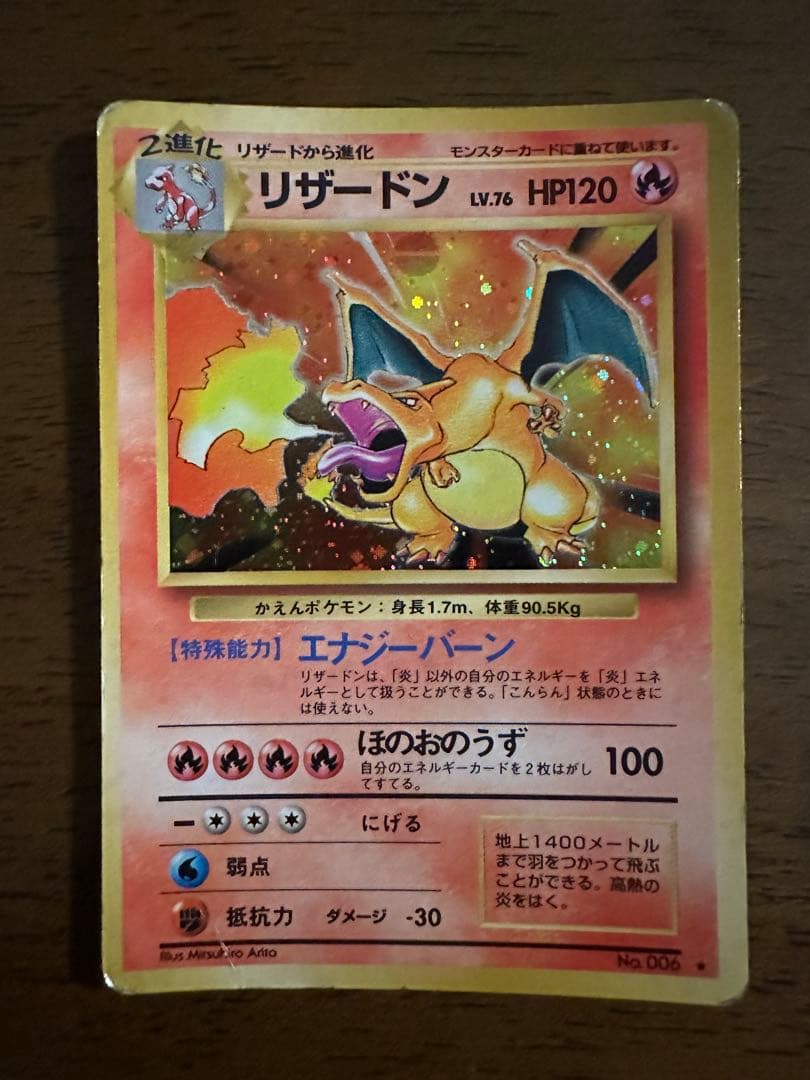 2進化 リザードから進化 モンスターカードに重ねて使います。
リザードン LV.76 HP120
かえんポケモン：身長1.7m、体重90.5Kg
【特殊能力】エナジーバーン
リザードンは、「炎」以外の自分のエネルギーを「炎」エネ
ルギーとして扱うことができる。「こんらん」状態のときに
は使えない。
ほのおのうず 100
自分のエネルギーカードを2枚はがし
てすてる。
にげる
弱点
抵抗力 ダメージ -30
地上1400メートル
まで羽をつかって飛ぶ
ことができる。高熱の
炎をはく。
Illus Mitsuhiro Arita
No. 006